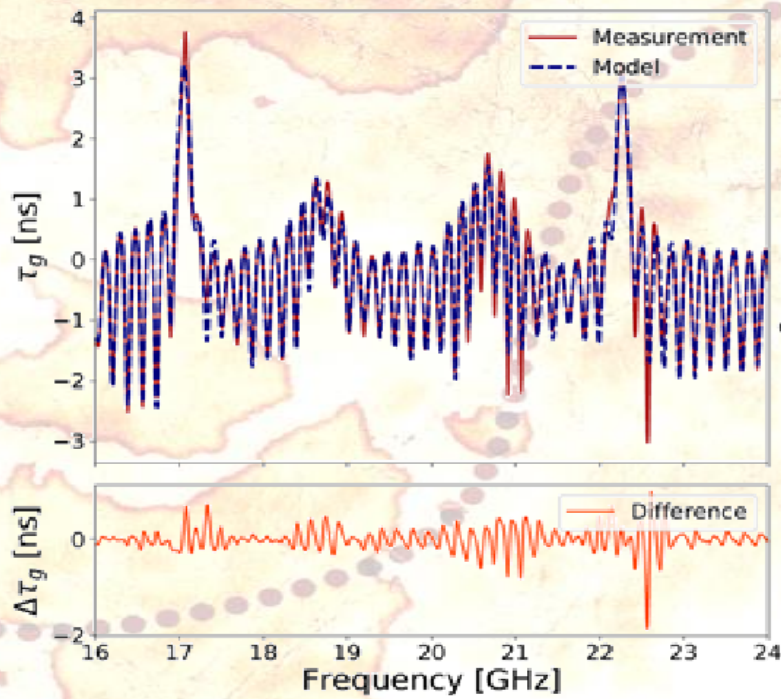 4
3
2
1
0
−1
−2
−3
τg [ns]
Measurement
Model
0
−2
Δτg [ns]
Difference
16 17 18 19 20 21 22 23 24
Frequency [GHz]